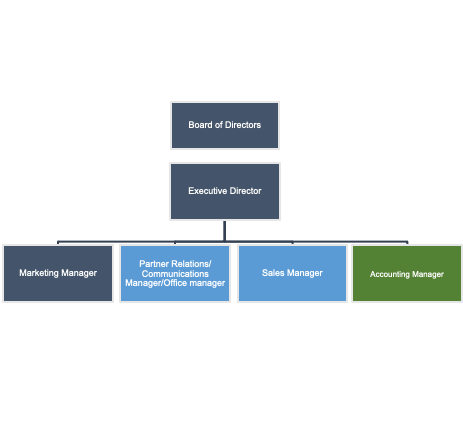 Board of Directors
Executive Director
Marketing Manager
Partner Relations/
Communications
Manager/Office manager
Sales Manager
Accounting Manager